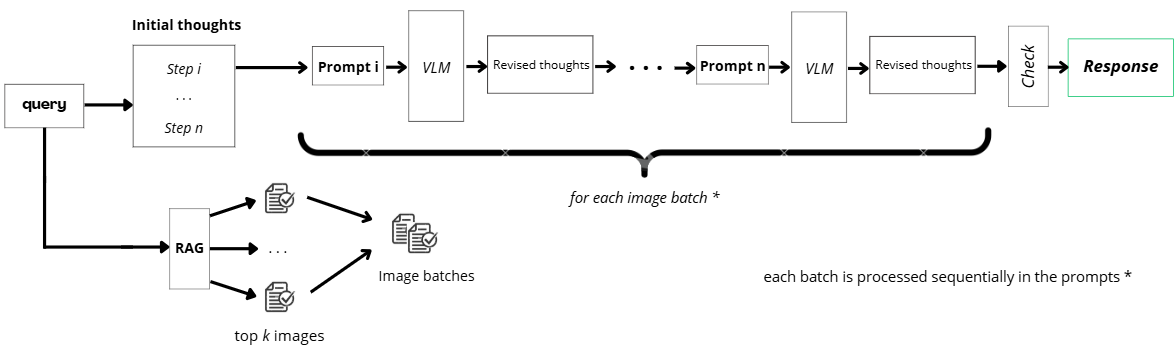 Initial thoughts
query
Step i
. . .
Step n
Prompt i
VLM
Revised thoughts
. . .
Prompt n
VLM
Revised thoughts
Check
Response
for each image batch *
RAG
. . .
top k images
Image batches
each batch is processed sequentially in the prompts *